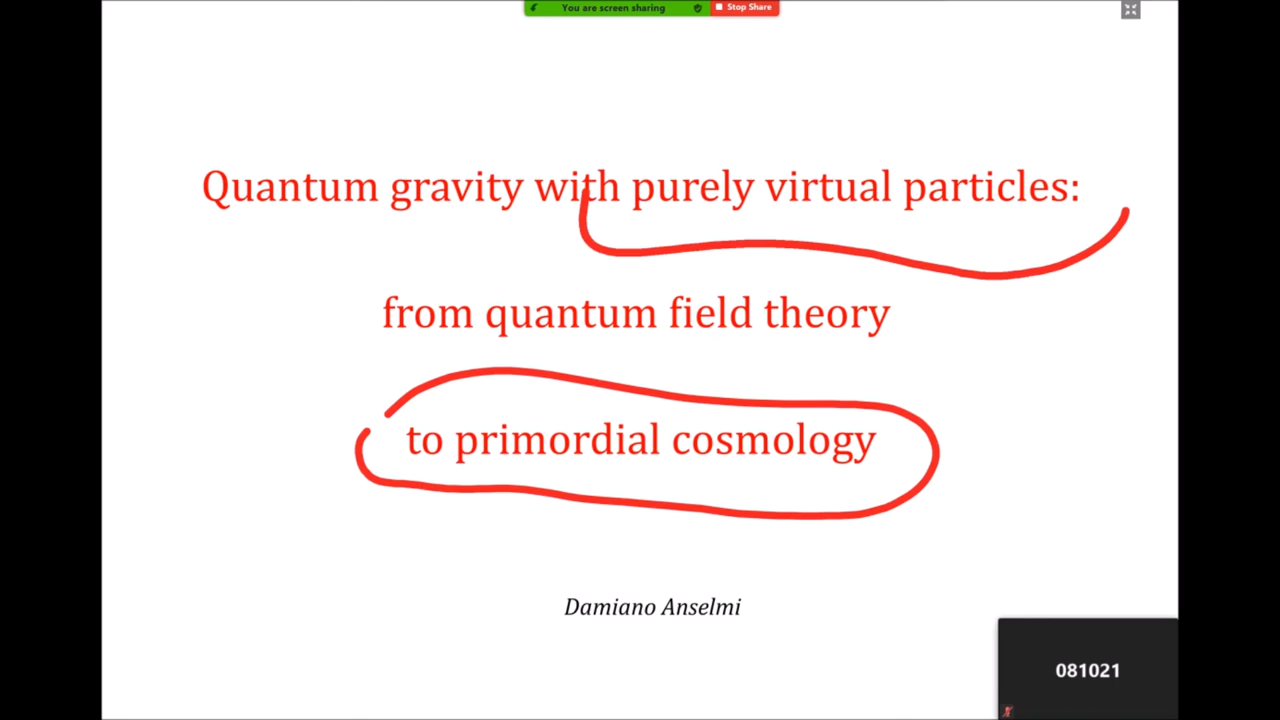 You are screen sharing Stop Share
Quantum gravity with purely virtual particles:
from quantum field theory
to primordial cosmology
Damiano Anselmi
081021